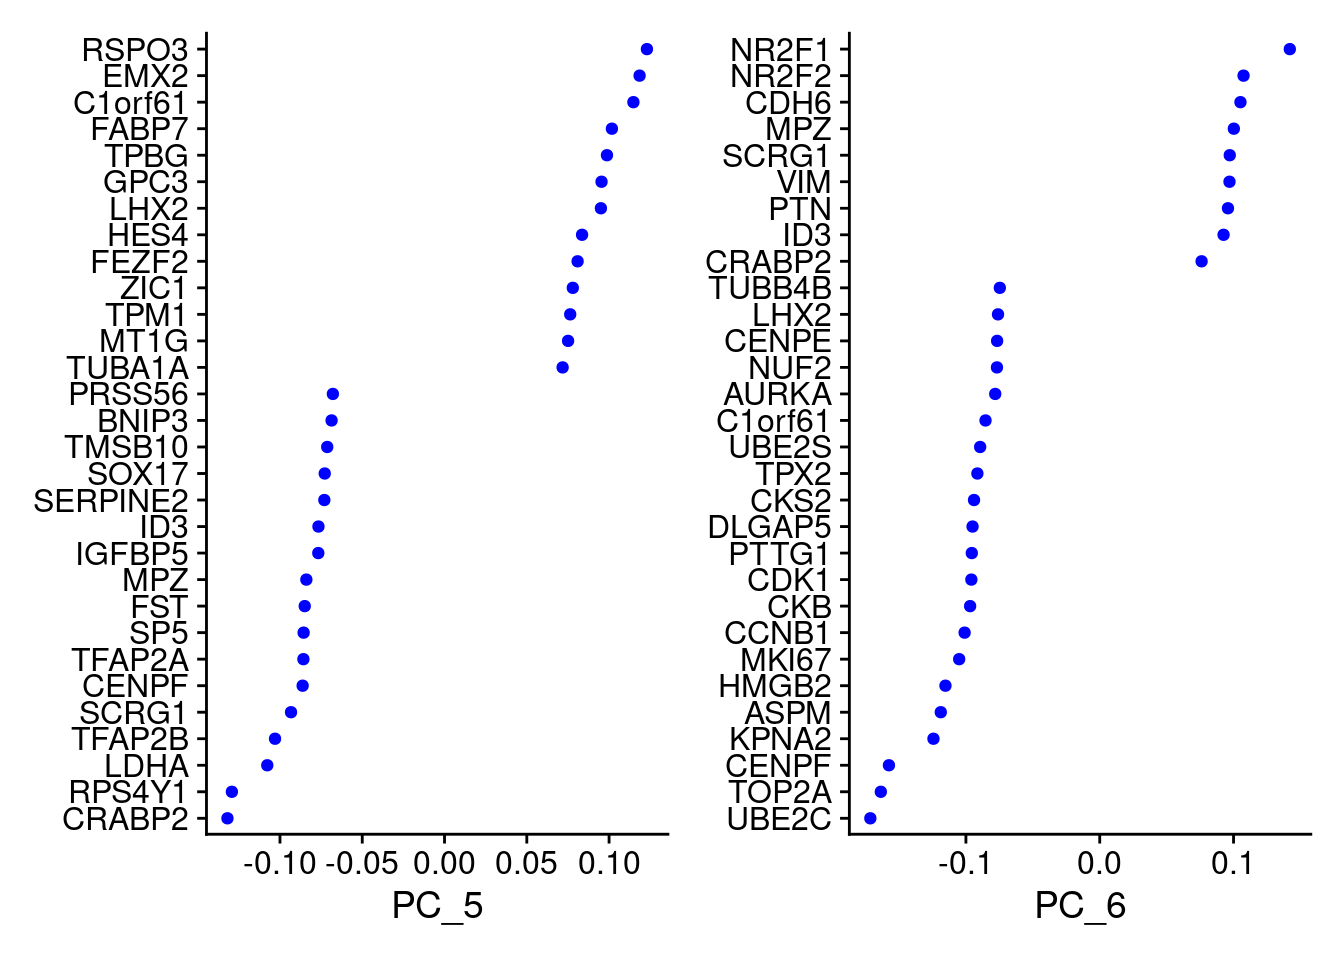 RSPO3
EMX2
C1orf61
FABP7
TPBG
GPC3
LHX2
HES4
FEZF2
ZIC1
TPM1
MT1G
TUBA1A
PRSS56
BNIP3
TMSB10
SOX17
SERPINE2
ID3
IGFBP5
MPZ
FST
SP5
TFAP2A
CENPF
SCRG1
TFAP2B
LDHA
RPS4Y1
CRABP2
-0.10 -0.05 0.00 0.05 0.10
PC_5
NR2F1
NR2F2
CDH6
MPZ
SCRG1
VIM
PTN
ID3
CRABP2
TUBB4B
LHX2
CENPE
NUF2
AURKA
C1orf61
UBE2S
TPX2
CKS2
DLGAP5
PTTG1
CDK1
CKB
CCNB1
MKI67
HMGB2
ASPM
KPNA2
CENPF
TOP2A
UBE2C
-0.1 0.0 0.1
PC_6